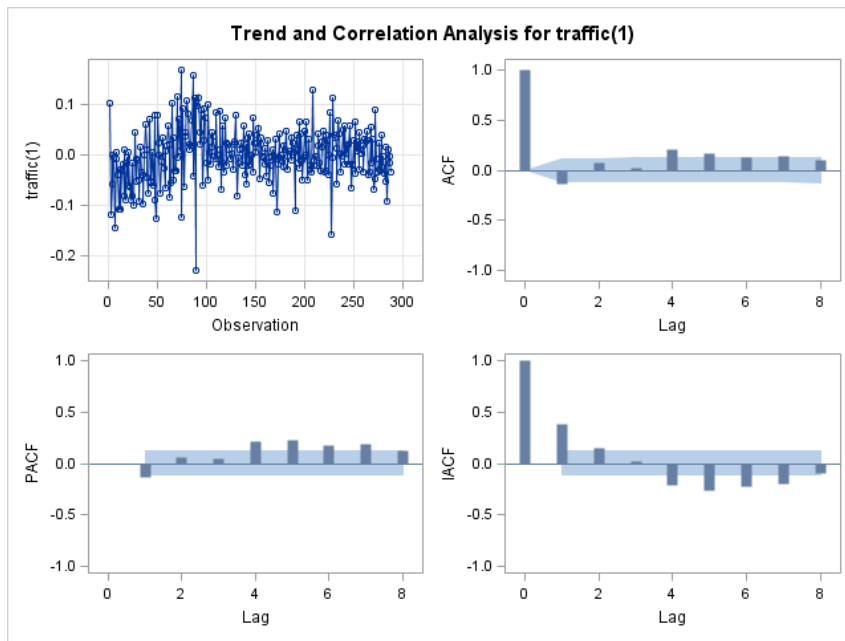 Trend and Correlation Analysis for traffic(1)
0.1
0.0
-0.1
-0.2
traffic(1)
0 50 100 150 200 250 300
Observation
1.0
0.5
0.0
-0.5
-1.0
ACF
0 2 4 6 8
Lag
1.0
0.5
0.0
-0.5
-1.0
PACF
0 2 4 6 8
Lag
1.0
0.5
0.0
-0.5
-1.0
IACF
0 2 4 6 8
Lag